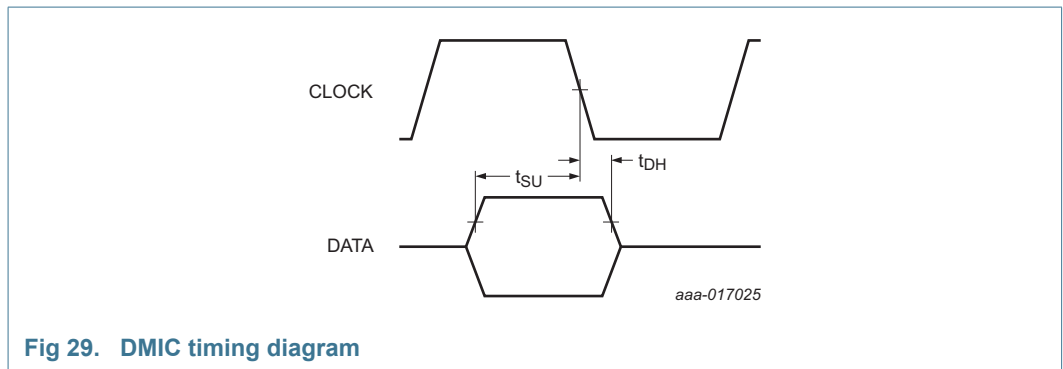 CLOCK
tDH
tSU
DATA
aaa-017025
Fig 29. DMIC timing diagram